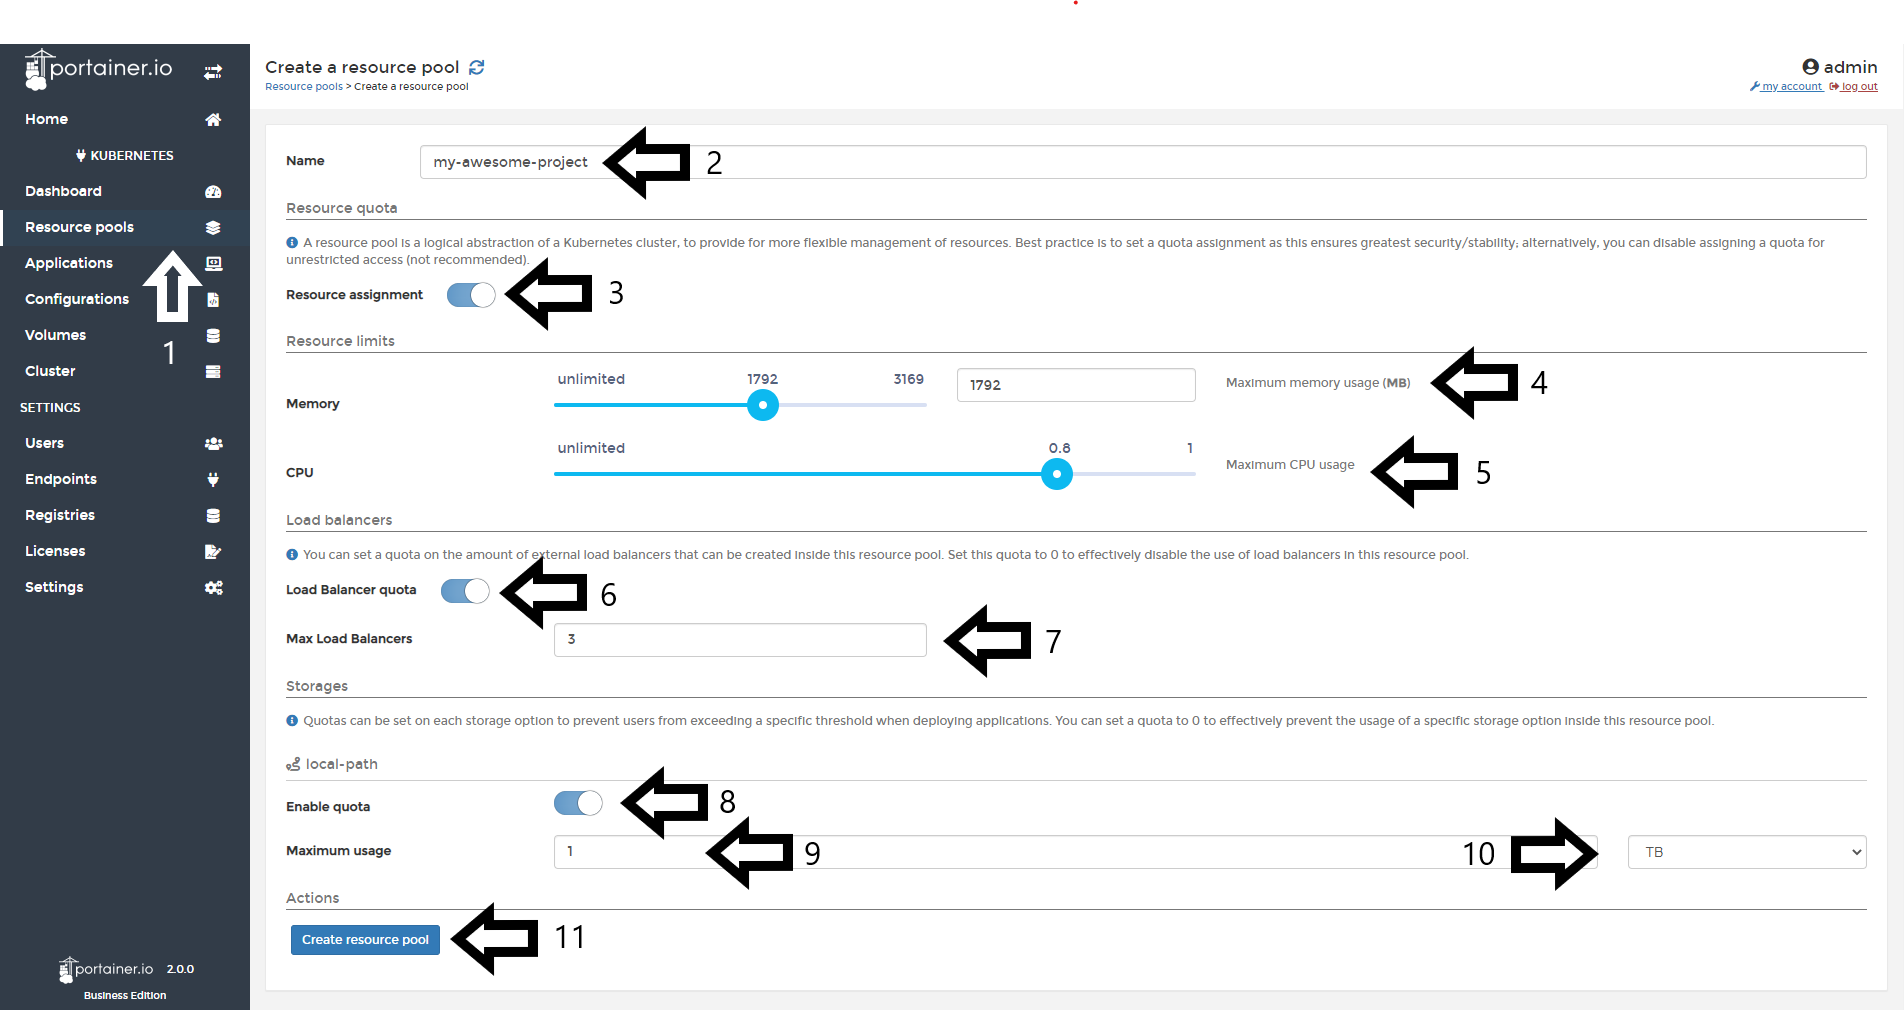 portainer.io
Home
KUBERNETES
Dashboard
Resource pools
Applications
Configurations
1
Volumes
Cluster
SETTINGS
Users
Endpoints
Registries
Licenses
Settings
portainer.io 2.0.0
Business Edition
Create a resource pool
Resource pools > Create a resource pool
admin
my account log out
Name my-awesome-project 2
Resource quota
A resource pool is a logical abstraction of a Kubernetes cluster, to provide for more flexible management of resources. Best practice is to set a quota assignment as this ensures greatest security/stability; alternatively, you can disable assigning a quota for
unrestricted access (not recommended).
Resource assignment 3
Resource limits
unlimited 1792 3169
Memory 1792 Maximum memory usage (MB) 4
unlimited 0.8 1
CPU Maximum CPU usage 5
Load balancers
You can set a quota on the amount of external load balancers that can be created inside this resource pool. Set this quota to 0 to effectively disable the use of load balancers in this resource pool.
Load Balancer quota 6
Max Load Balancers 3 7
Storages
Quotas can be set on each storage option to prevent users from exceeding a specific threshold when deploying applications. You can set a quota to 0 to effectively prevent the usage of a specific storage option inside this resource pool.
local-path
Enable quota 8
Maximum usage 1 9 10 TB
Actions
Create resource pool 11